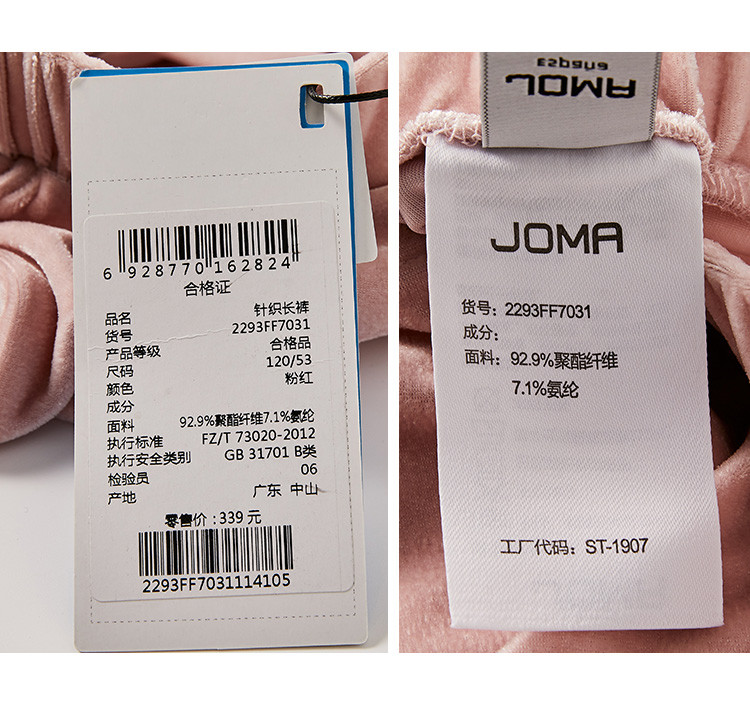 6 928770 162824
合格证
品名 针织长裤
货号 2293FF7031
产品等级 合格品
尺码 120/53
颜色 粉红
成分
面料 92.9%聚酯纤维7.1%氨纶
执行标准 FZ/T 73020-2012
执行安全类别 GB 31701 B类
检验员 06
产地 广东 中山
零售价:339元
2293FF7031114105
JOMA
España
JOMA
货号: 2293FF7031
成分:
面料: 92.9%聚酯纤维
7.1%氨纶
工厂代码: ST-1907